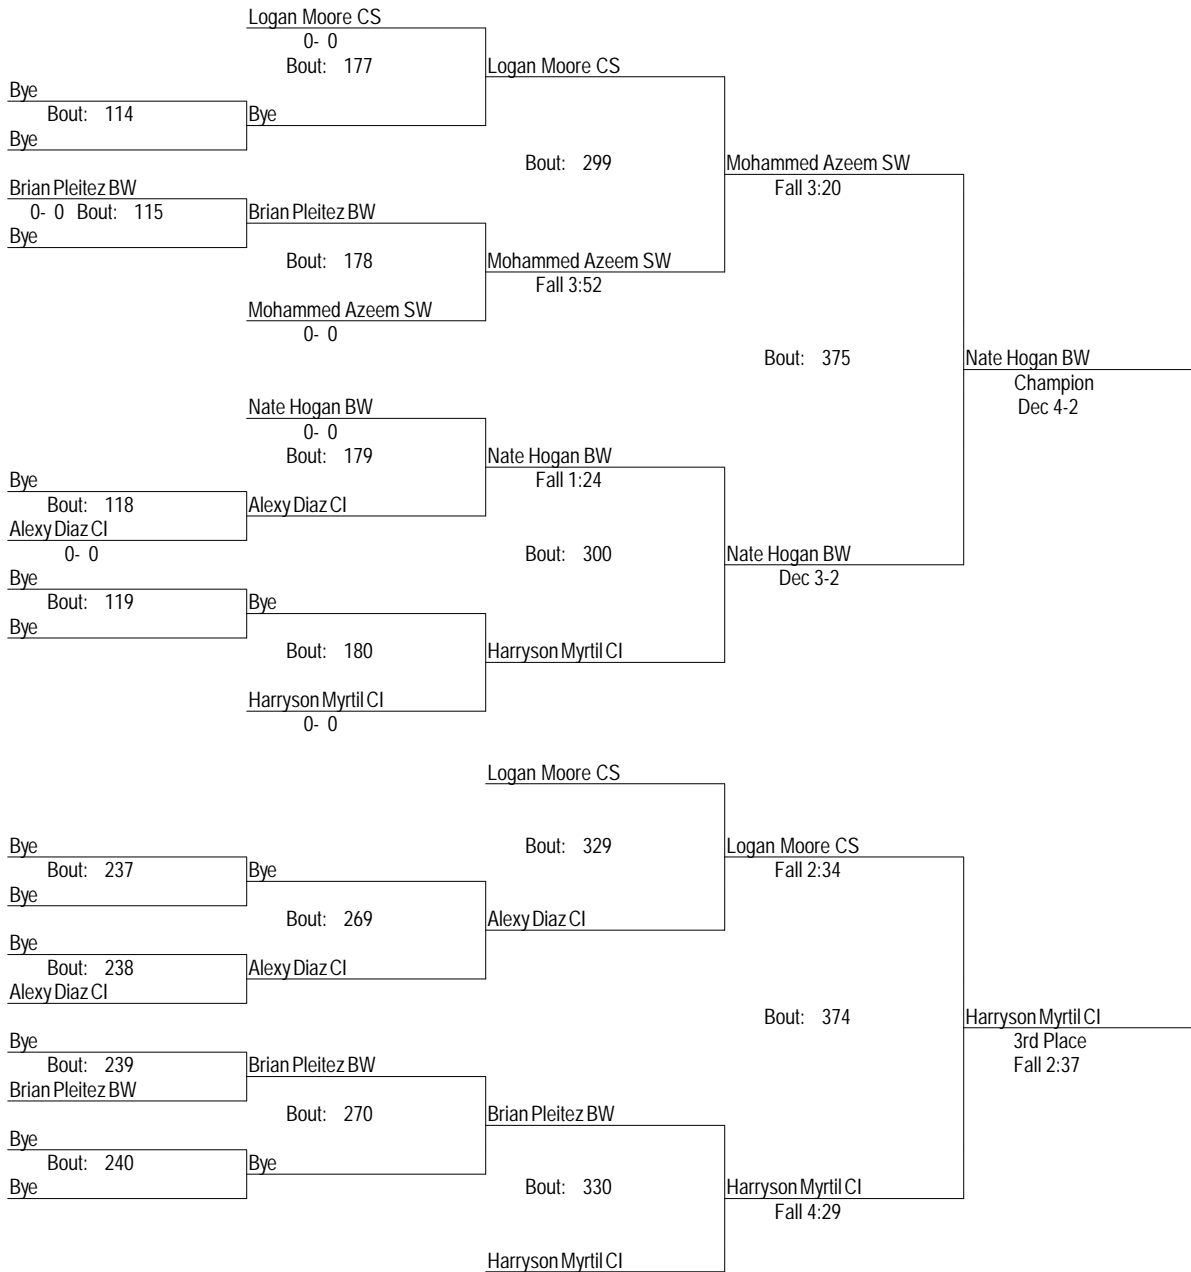 Logan Moore CS
0- 0
Bout: 177
Logan Moore CS
Bye
Bout: 114
Bye
Bye
Bout: 299
Mohammed Azeem SW
Fall 3:20
Brian Pleitez BW
0- 0 Bout: 115
Brian Pleitez BW
Bye
Bout: 178
Mohammed Azeem SW
Fall 3:52
Mohammed Azeem SW
0- 0
Bout: 375
Nate Hogan BW
Champion
Dec 4-2
Nate Hogan BW
0- 0
Bout: 179
Nate Hogan BW
Fall 1:24
Bye
Bout: 118
Alexy Diaz CI
Alexy Diaz CI
0- 0
Bout: 300
Nate Hogan BW
Dec 3-2
Bye
Bout: 119
Bye
Bye
Bout: 180
Harryson Myrtil CI
Harryson Myrtil CI
0- 0
Logan Moore CS
Bout: 329
Logan Moore CS
Fall 2:34
Bye
Bout: 237
Bye
Bye
Bout: 269
Alexy Diaz CI
Bye
Bout: 238
Alexy Diaz CI
Alexy Diaz CI
Bout: 374
Harryson Myrtil CI
3rd Place
Fall 2:37
Bye
Bout: 239
Brian Pleitez BW
Brian Pleitez BW
Bout: 270
Brian Pleitez BW
Bye
Bout: 240
Bye
Bye
Bout: 330
Harryson Myrtil CI
Fall 4:29
Harryson Myrtil CI